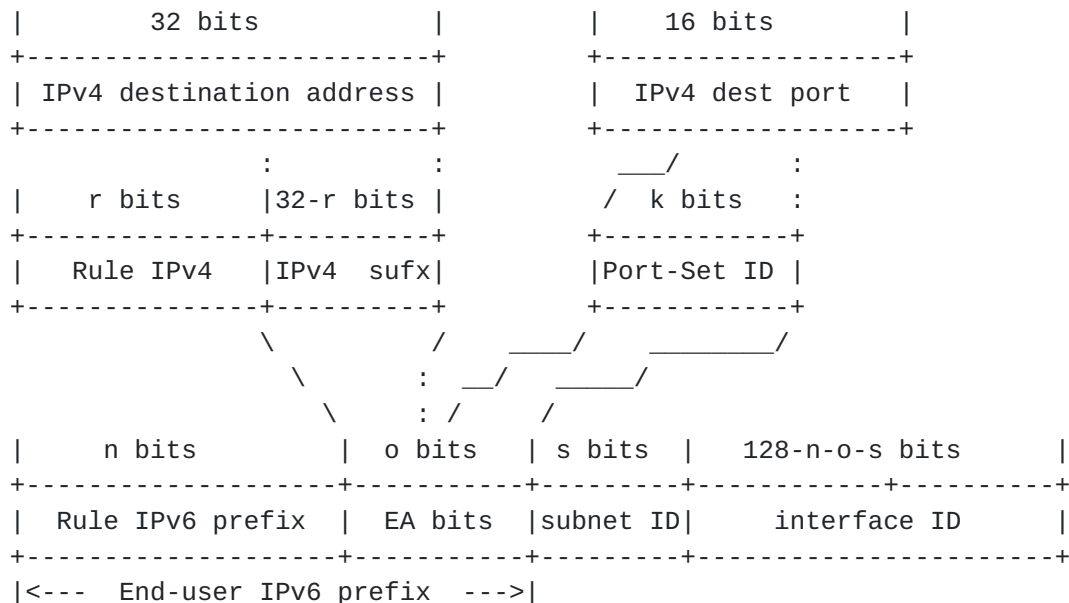 |        32 bits           |         |    16 bits        |
+--------------------------+         +-------------------+
| IPv4 destination address |         |  IPv4 dest port   |
+--------------------------+         +-------------------+
                :          :           ___/       :
|    r bits     |32-r bits |          /  k bits   :
+---------------+----------+         +------------+
|   Rule IPv4   |IPv4  sufx|         |Port-Set ID |
+---------------+----------+         +------------+
                \          /    ____/    ________/
                  \       :  __/   _____/
                    \     : /     /
|     n bits         |  o bits   | s bits  |   128-n-o-s bits      |
+--------------------+-----------+---------+------------+----------+
|  Rule IPv6 prefix  |  EA bits  |subnet ID|     interface ID      |
+--------------------+-----------+---------+-----------------------+
|<---  End-user IPv6 prefix  --->|